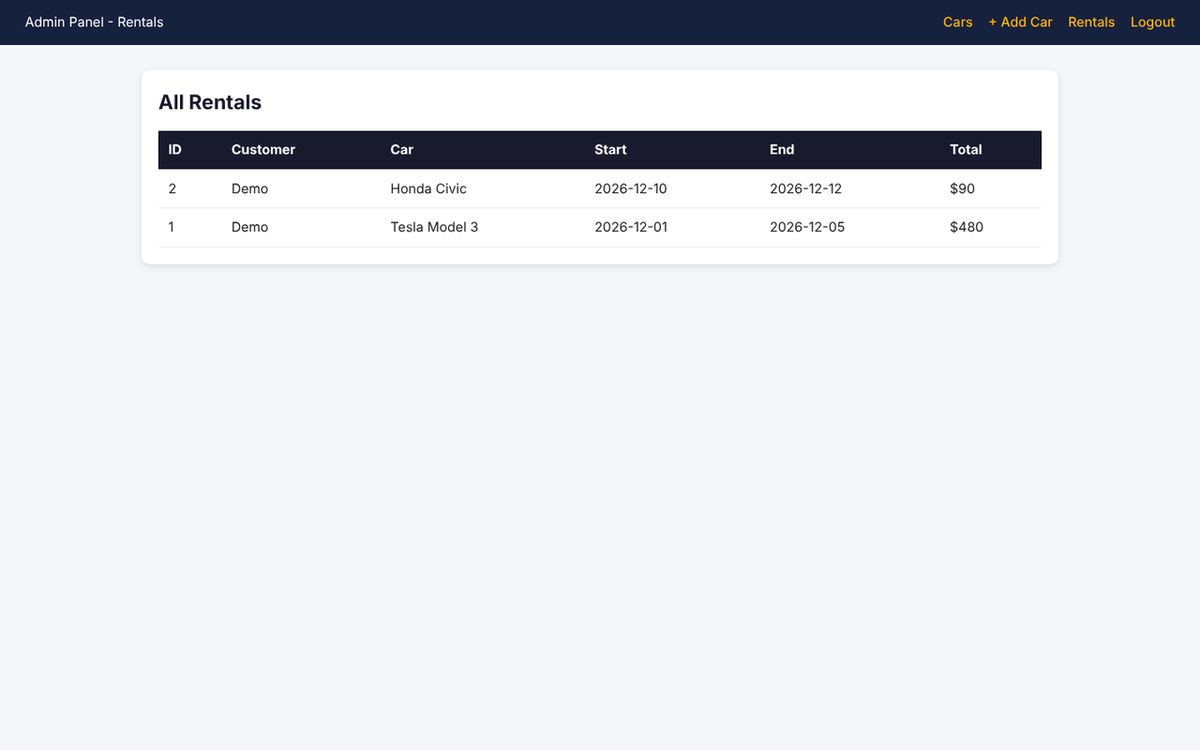 Admin Panel - Rentals Cars + Add Car Rentals Logout
All Rentals
ID Customer Car Start End Total
2 Demo Honda Civic 2026-12-10 2026-12-12 $90
1 Demo Tesla Model 3 2026-12-01 2026-12-05 $480